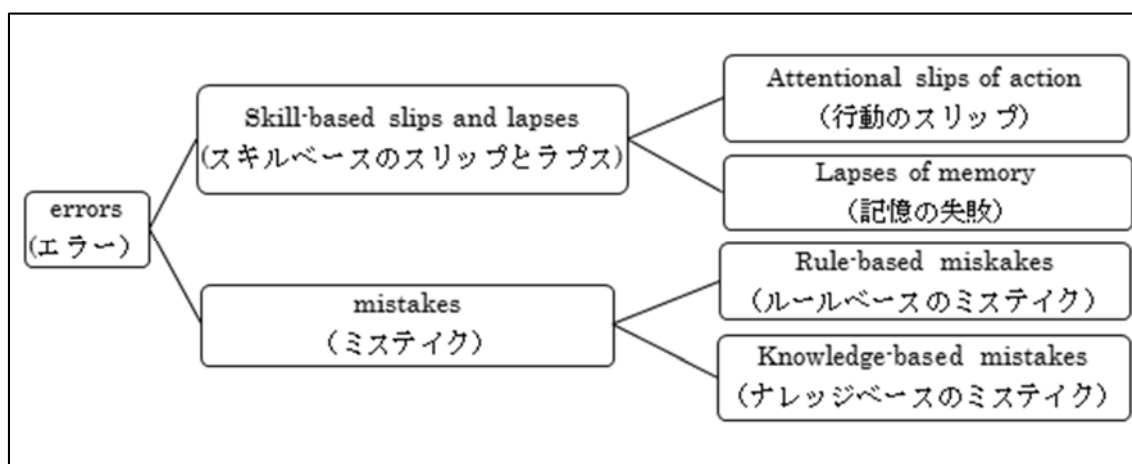 errors
(エラー）
Skill-based slips and lapses
(スキルベースのスリップとラプス)
mistakes
（ミステイク）
Attentional slips of action
（行動のスリップ）
Lapses of memory
（記憶の失敗）
Rule-based miskakes
（ルールベースのミステイク）
Knowledge-based mistakes
（ナレッジベースのミステイク）